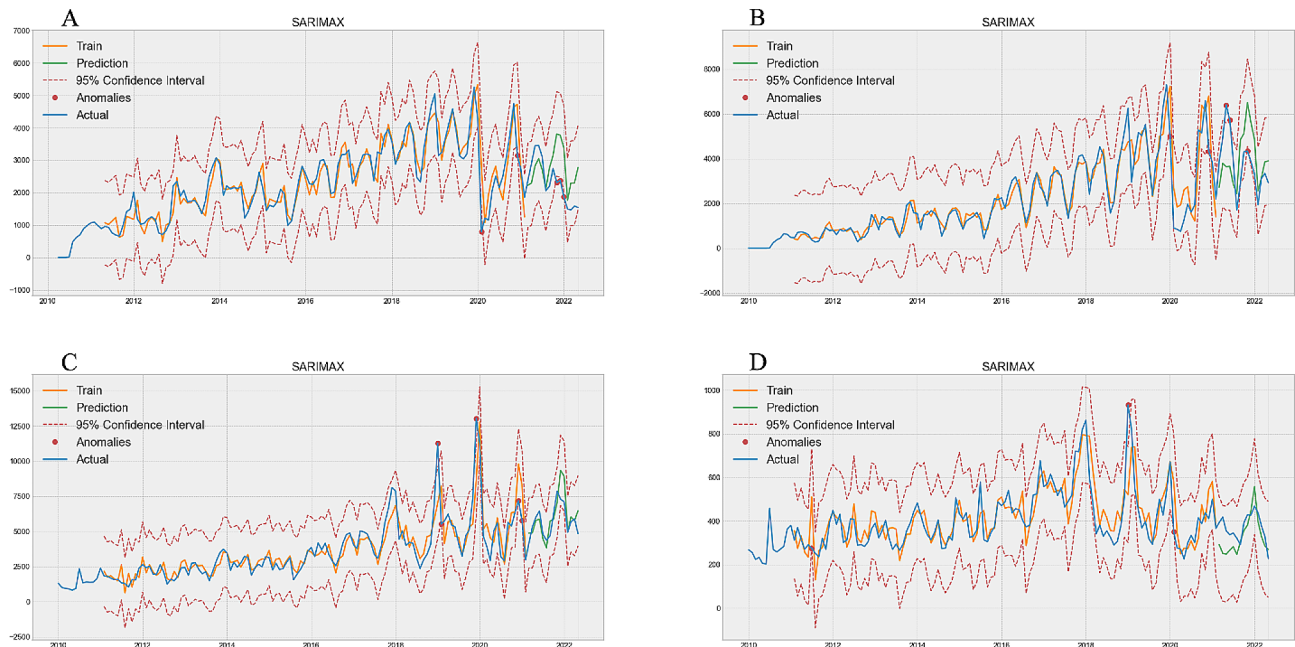 A
SARIMAX
7000
6000
5000
4000
3000
2000
1000
0
−1000
Train
Prediction
95% Confidence Interval
Anomalies
Actual
2010 2012 2014 2016 2018 2020 2022
B
SARIMAX
8000
6000
4000
2000
0
−2000
Train
Prediction
95% Confidence Interval
Anomalies
Actual
2010 2012 2014 2016 2018 2020 2022
C
SARIMAX
15000
12500
10000
7500
5000
2500
0
−2500
Train
Prediction
95% Confidence Interval
Anomalies
Actual
2010 2012 2014 2016 2018 2020 2022
D
SARIMAX
1000
800
600
400
200
0
Train
Prediction
95% Confidence Interval
Anomalies
Actual
2010 2012 2014 2016 2018 2020 2022